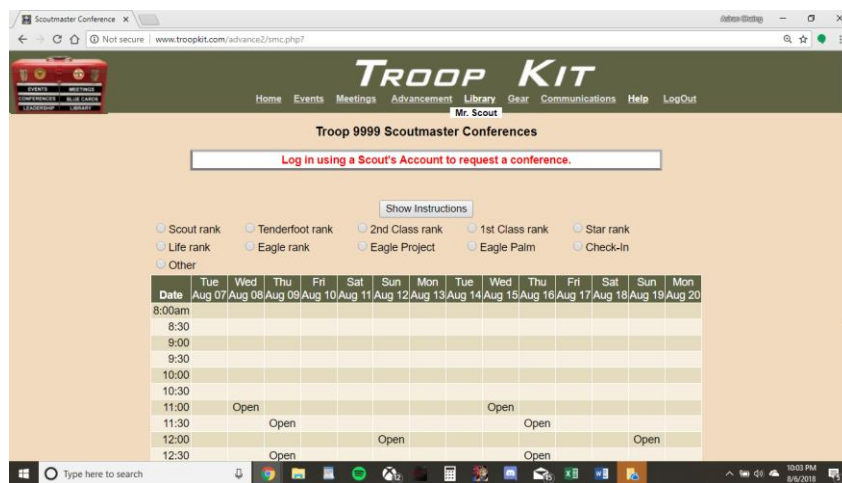 Scoutmaster Conference
Not secure | www.troopkit.com/advance2/smc.php?
EVENTS MEETINGS
CONFERENCES BLUE CARDS
LEADERSHIP LIBRARY
TROOP KIT
Home Events Meetings Advancement Library Gear Communications Help LogOut
Mr. Scout
Troop 9999 Scoutmaster Conferences
Log in using a Scout's Account to request a conference.
Show Instructions
Scout rank Tenderfoot rank 2nd Class rank 1st Class rank Star rank
Life rank Eagle rank Eagle Project Eagle Palm Check-In
Other
Tue Wed Thu Fri Sat Sun Mon Tue Wed Thu Fri Sat Sun Mon
Date Aug 07 Aug 08 Aug 09 Aug 10 Aug 11 Aug 12 Aug 13 Aug 14 Aug 15 Aug 16 Aug 17 Aug 18 Aug 19 Aug 20
8:00am
8:30
9:00
9:30
10:00
10:30
11:00 Open Open
11:30 Open Open
12:00 Open Open
12:30 Open Open
Type here to search
10:03 PM
8/6/2018